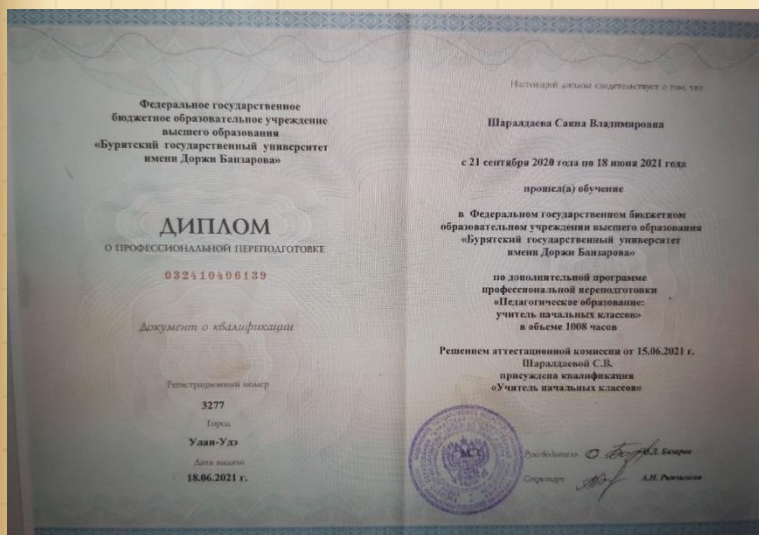 Федеральное государственное
бюджетное образовательное учреждение
высшего образования
«Бурятский государственный университет
имени Доржи Банзарова»
ДИПЛОМ
О ПРОФЕССИОНАЛЬНОЙ ПЕРЕПОДГОТОВКЕ
032410406139
Документ о квалификации
Регистрационный номер
3277
Город
Улан-Удэ
Дата выдачи
18.06.2021 г.
Настоящий диплом свидетельствует о том, что
Шаралдаева Саина Владимировна
с 21 сентября 2020 года по 18 июня 2021 года
прошел(а) обучение
в Федеральном государственном бюджетном
образовательном учреждении высшего образования
«Бурятский государственный университет
имени Доржи Банзарова»
по дополнительной программе
профессиональной переподготовки
«Педагогическое образование:
учитель начальных классов»
в объеме 1008 часов
Решением аттестационной комиссии от 15.06.2021 г.
Шаралдаевой С.В.
присуждена квалификация
«Учитель начальных классов»
Руководитель
Секретарь